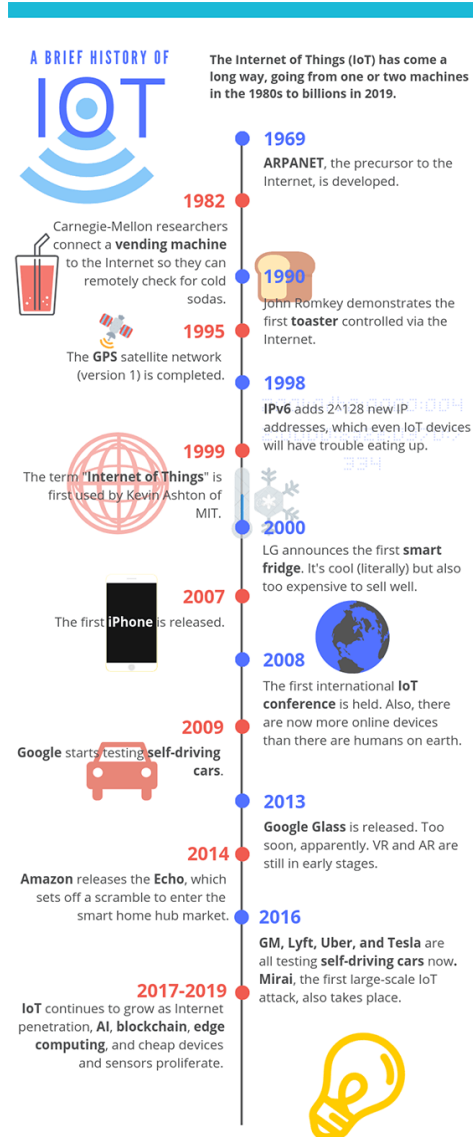 A BRIEF HISTORY OF
IOT
The Internet of Things (IoT) has come a
long way, going from one or two machines
in the 1980s to billions in 2019.
1969
ARPANET, the precursor to the
Internet, is developed.
1982
Carnegie-Mellon researchers
connect a vending machine
to the Internet so they can
remotely check for cold
sodas.
1990
John Romkey demonstrates the
first toaster controlled via the
Internet.
1995
The GPS satellite network
(version 1) is completed.
1998
IPv6 adds 2^128 new IP
addresses, which even IoT devices
will have trouble eating up.
334
1999
The term "Internet of Things" is
first used by Kevin Ashton of
MIT.
2000
LG announces the first smart
fridge. It's cool (literally) but also
too expensive to sell well.
2007
The first iPhone is released.
2008
The first international IoT
conference is held. Also, there
are now more online devices
than there are humans on earth.
2009
Google starts testing self-driving
cars.
2013
Google Glass is released. Too
soon, apparently. VR and AR are
still in early stages.
2014
Amazon releases the Echo, which
sets off a scramble to enter the
smart home hub market.
2016
GM, Lyft, Uber, and Tesla are
all testing self-driving cars now.
Mirai, the first large-scale IoT
attack, also takes place.
2017-2019
IoT continues to grow as Internet
penetration, AI, blockchain, edge
computing, and cheap devices
and sensors proliferate.